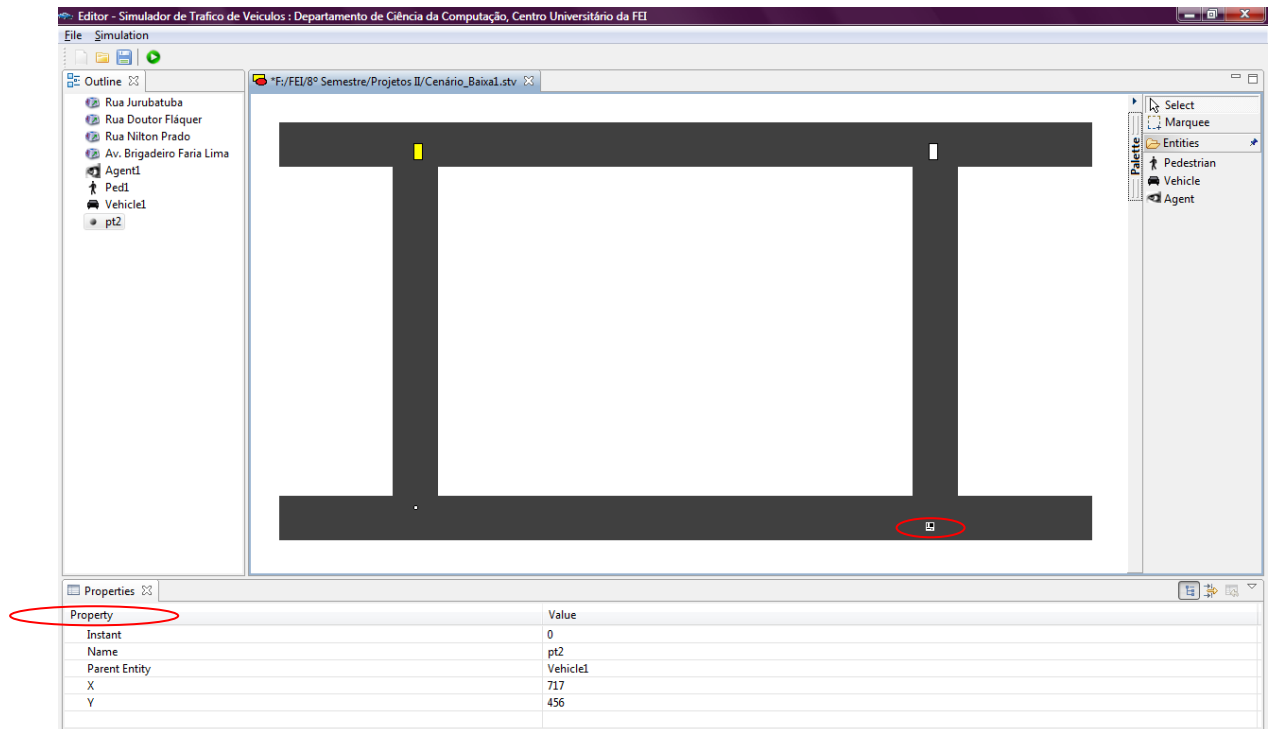 Editor - Simulador de Trafico de Veiculos : Departamento de Ciência da Computação, Centro Universitário da FEI
File Simulation
Outline
*F:/FEI/8º Semestre/Projetos II/Cenário_Baixa1.stv
Rua Jurubatuba
Rua Doutor Fláquer
Rua Nilton Prado
Av. Brigadeiro Faria Lima
Agent1
Ped1
Vehicle1
pt2
Palette
Select
Marquee
Entities
Pedestrian
Vehicle
Agent
Properties
Property Value
Instant 0
Name pt2
Parent Entity Vehicle1
X 717
Y 456